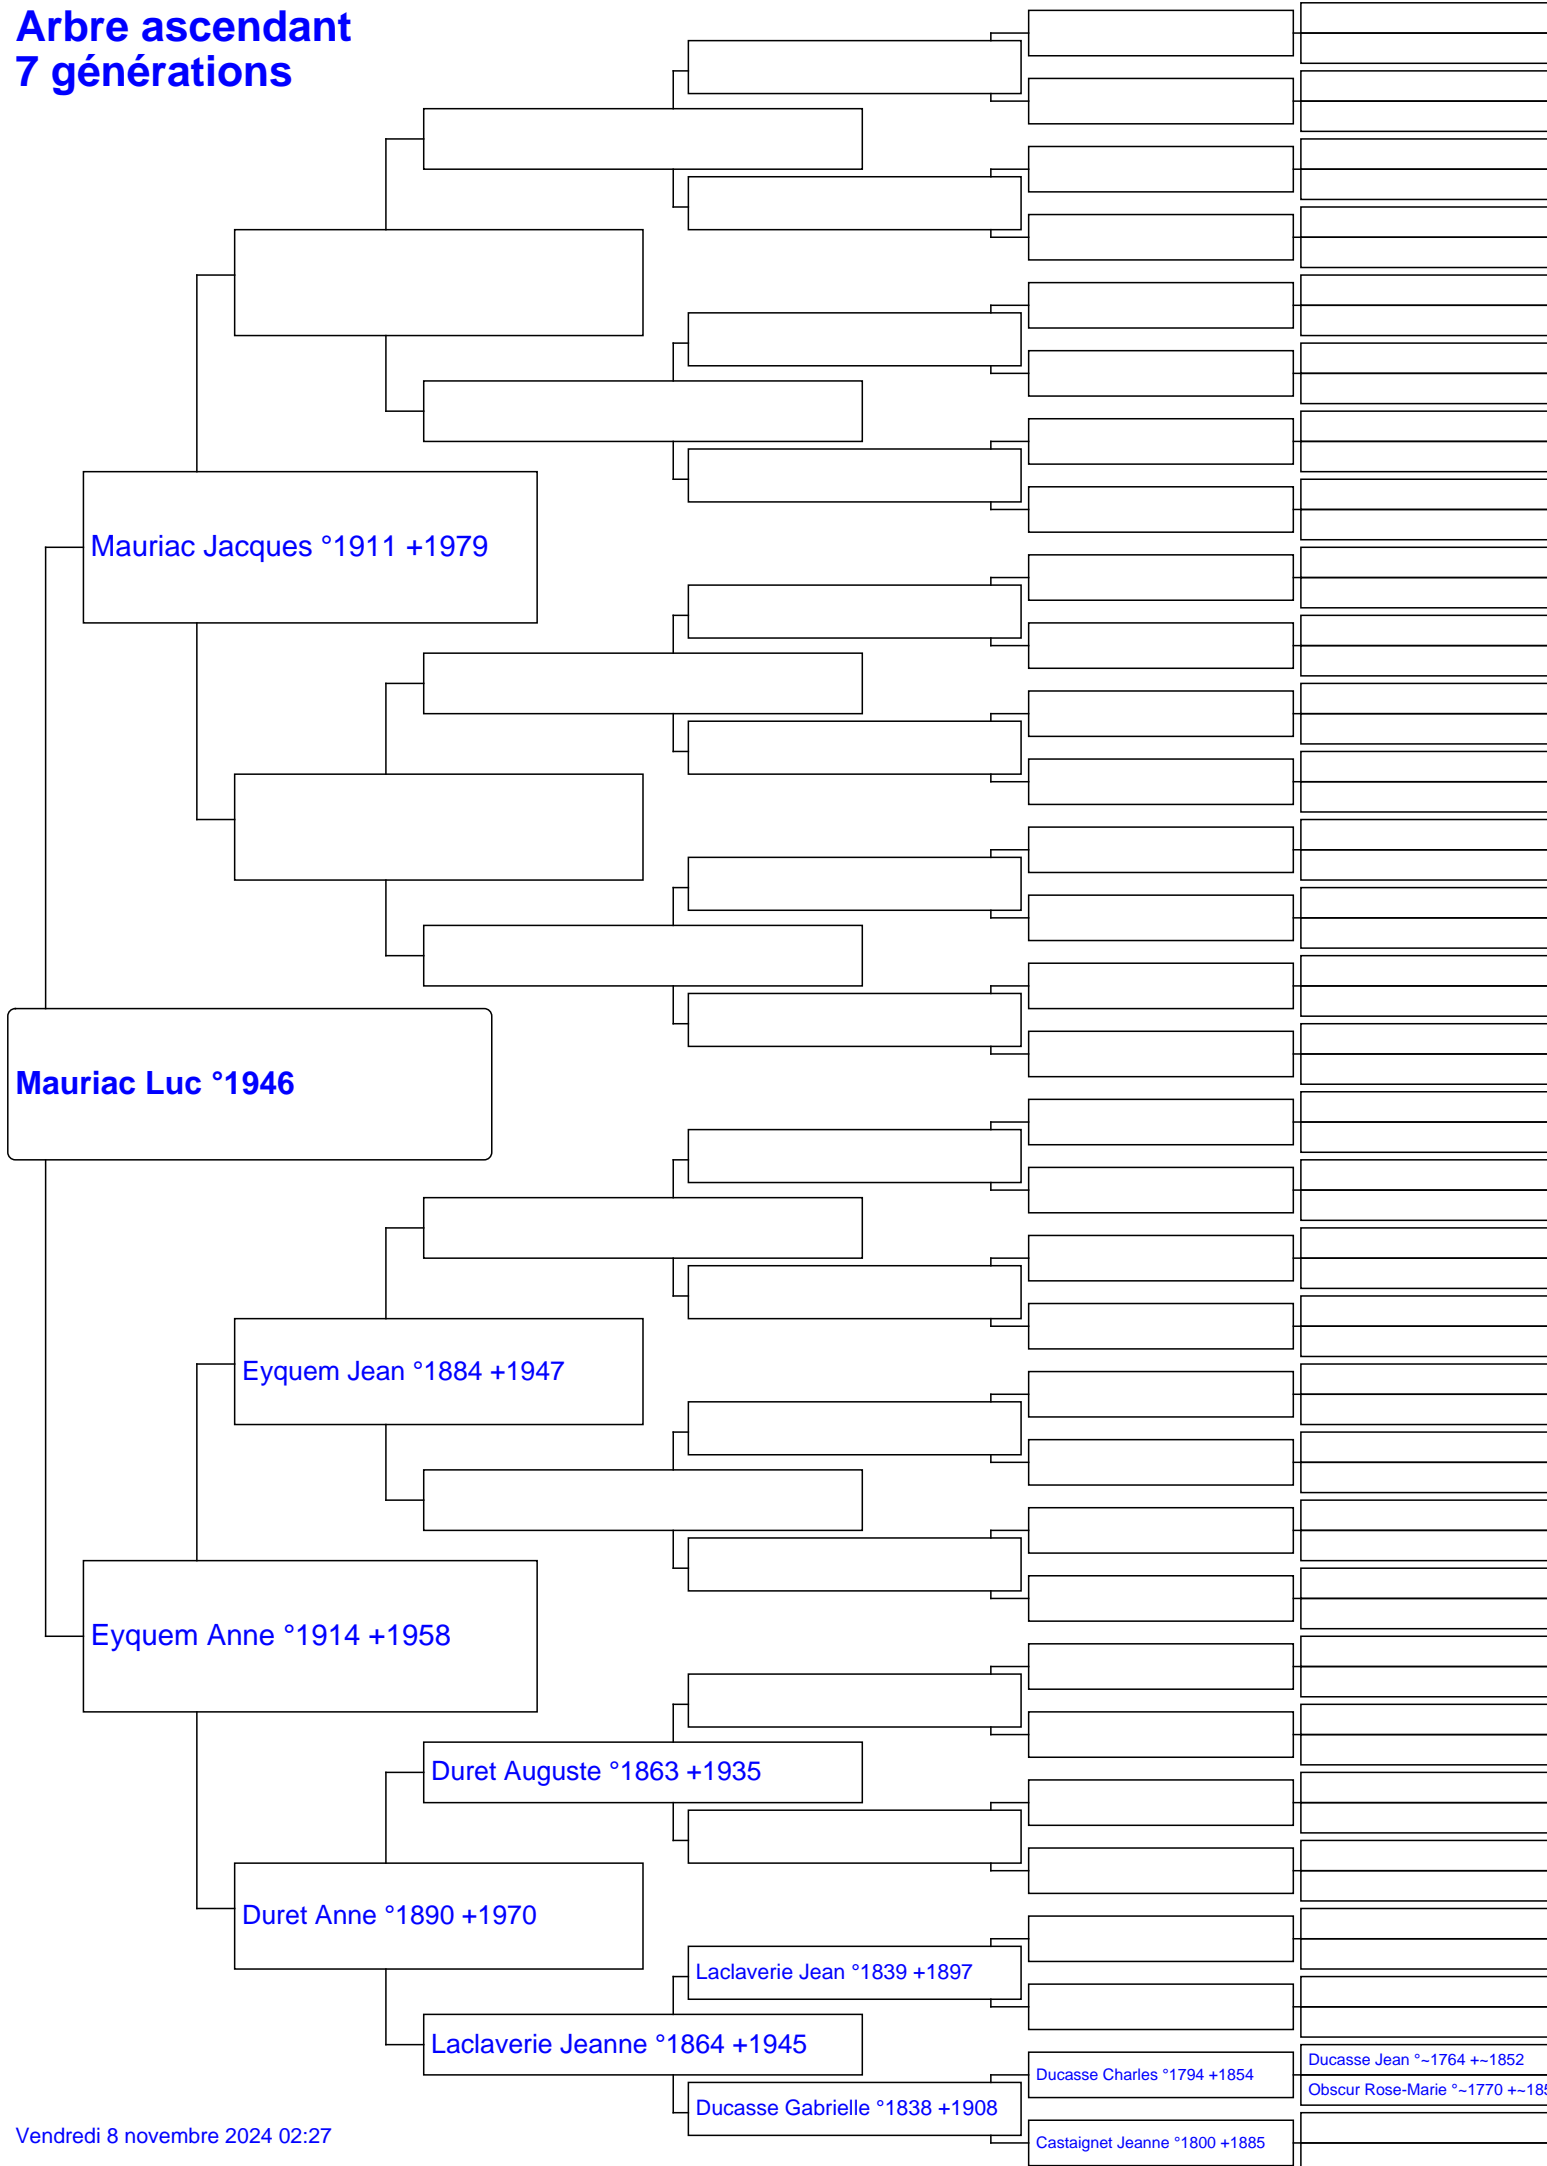 Arbre ascendant
7 générations
Mauriac Jacques °1911 +1979
Mauriac Luc °1946
Eyquem Jean °1884 +1947
Eyquem Anne °1914 +1958
Duret Auguste °1863 +1935
Duret Anne °1890 +1970
Laclaverie Jean °1839 +1897
Laclaverie Jeanne °1864 +1945
Ducasse Charles °1794 +1854
Ducasse Jean °~1764 +~1852
Obscur Rose-Marie °~1770
Ducasse Gabrielle °1838 +1908
Castaignet Jeanne °1800 +1885
Vendredi 8 novembre 2024 02:27